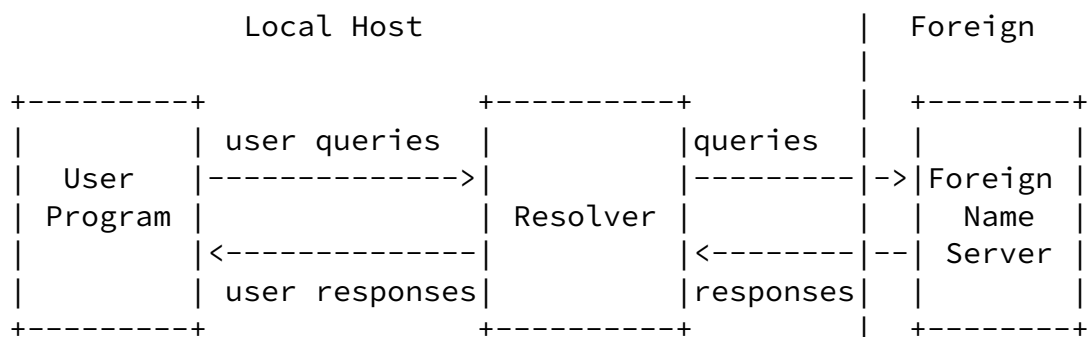 Local Host | Foreign
|
+---------+ +----------+ | +--------+
| | user queries | |queries | | |
| User |-------------->| |---------|->|Foreign |
| Program | | Resolver | | | Name |
| |<--------------| |<--------|--| Server |
| | user responses| |responses| | |
+---------+ +----------+ | +--------+